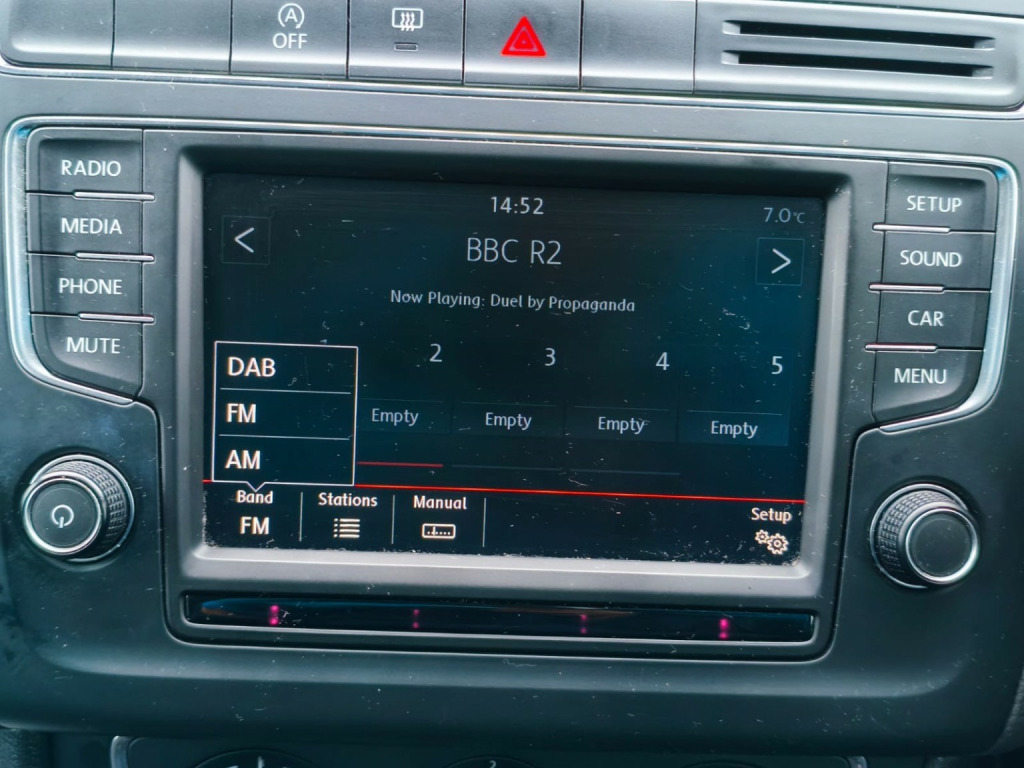 A
OFF
RADIO
MEDIA
PHONE
MUTE
14:52
7.0°C
<
BBC R2
>
Now Playing: Duel by Propaganda
2 3 4 5
Empty Empty Empty Empty
DAB
FM
AM
Band Stations Manual Setup
FM
SETUP
SOUND
CAR
MENU
2